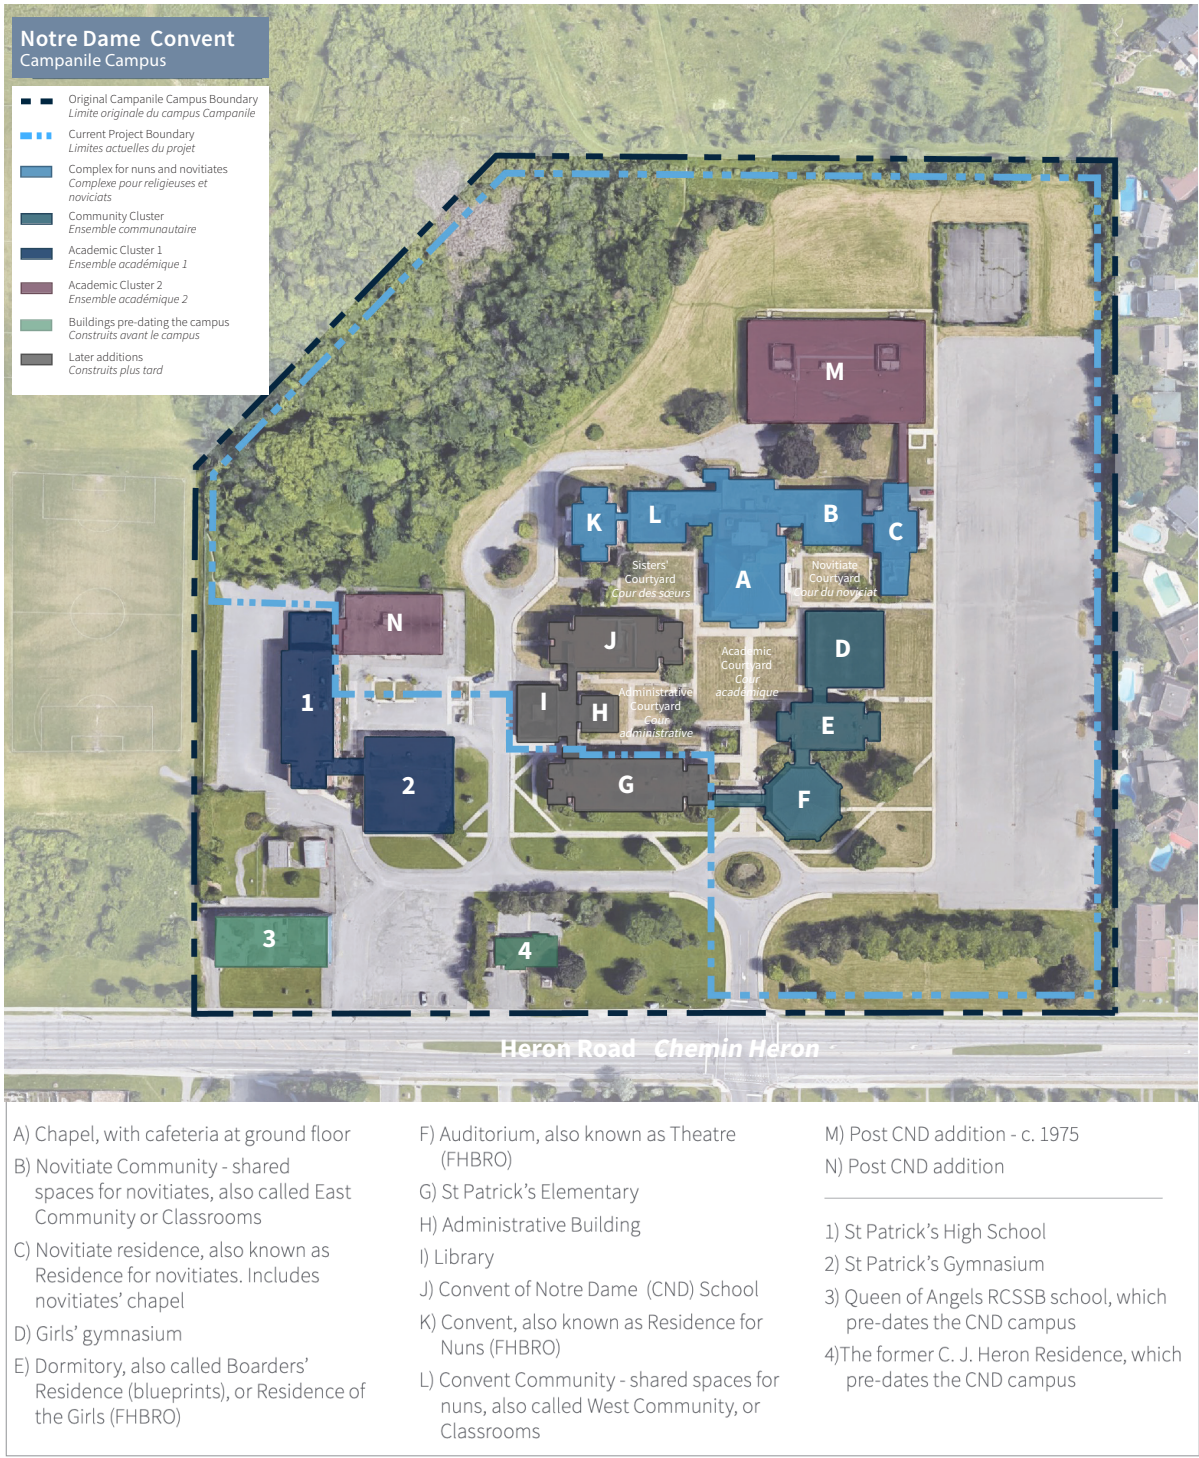 Notre Dame  Convent
Campanile Campus
Original Campanile Campus Boundary
Limite originale du campus Campanile
Current Project Boundary
Limites actuelles du projet
Complex for nuns and novitiates
Complexe pour religieuses et
noviciats
Community Cluster
Ensemble communautaire
Academic Cluster 1
Ensemble académique 1
Academic Cluster 2
Ensemble académique 2
Buildings pre-dating the campus
Construits avant le campus
Later additions
Construits plus tard
M
K
L
B
C
A
Sisters'
Courtyard
Cour des sœurs
Novitiate
Courtyard
Cour du noviciat
N
J
D
Academic
Courtyard
Cour
académique
1
I
H
Administrative
Courtyard
Cour
administrative
E
2
G
F
3
4
Heron Road Chemin Heron
A) Chapel, with cafeteria at ground floor
B) Novitiate Community - shared
spaces for novitiates, also called East
Community or Classrooms
C) Novitiate residence, also known as
Residence for novitiates. Includes
novitiates’ chapel
D) Girls’ gymnasium
E) Dormitory, also called Boarders’
Residence (blueprints), or Residence of
the Girls (FHBRO)
F) Auditorium, also known as Theatre
(FHBRO)
G) St Patrick’s Elementary
H) Administrative Building
I) Library
J) Convent of Notre Dame  (CND) School
K) Convent, also known as Residence for
Nuns (FHBRO)
L) Convent Community - shared spaces for
nuns, also called West Community, or
Classrooms
M) Post CND addition - c. 1975
N) Post CND addition
1) St Patrick’s High School
2) St Patrick’s Gymnasium
3) Queen of Angels RCSSB school, which
pre-dates the CND campus
4)The former C. J. Heron Residence, which
pre-dates the CND campus